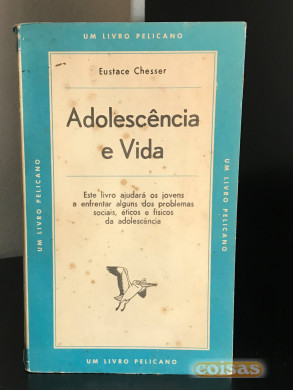 UM LIVRO PELICANO
Eustace Chesser
Adolescência
e Vida
Este livro ajudará os jovens
a enfrentar alguns dos problemas
sociais, éticos e físicos
da adolescência
UM LIVRO PELICANO
UM LIVRO PELICANO
UM LIVRO PELICANO
coisas